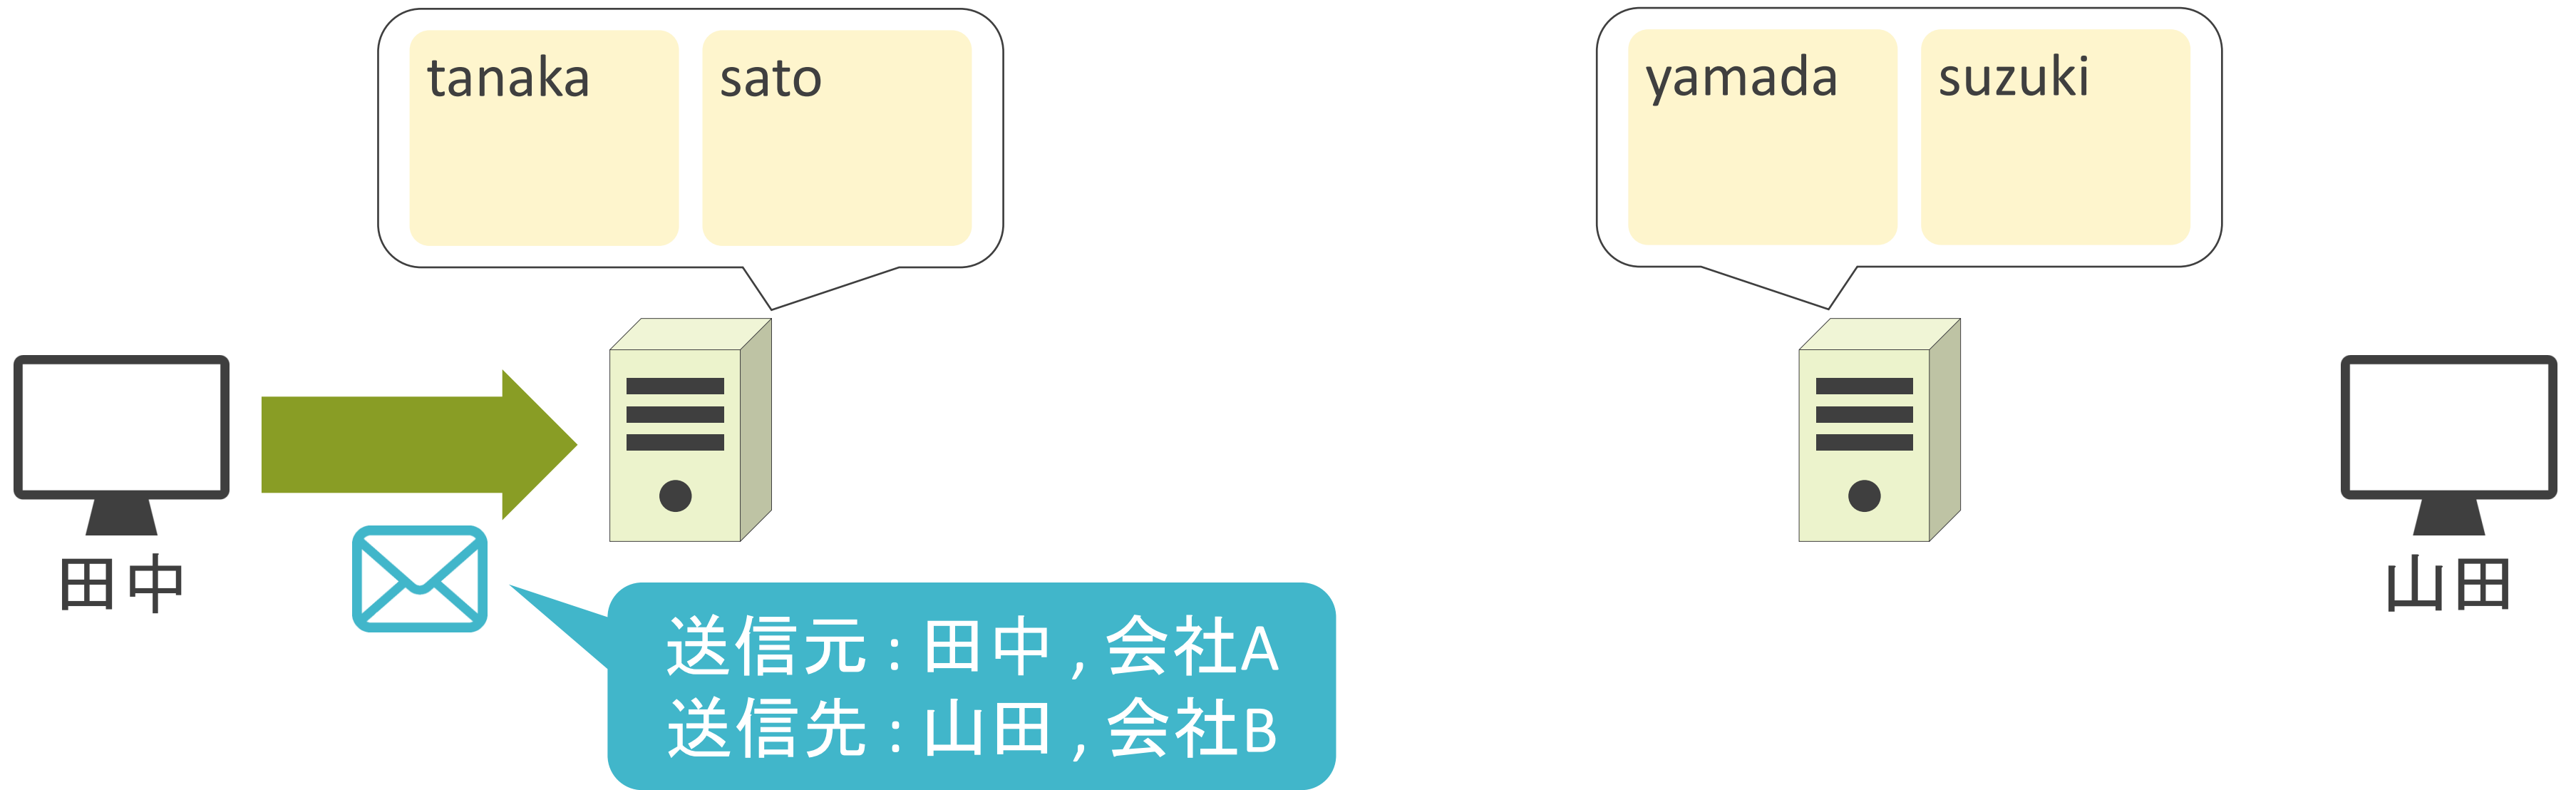 tanaka
sato
yamada
suzuki
田中
山田
送信元 : 田中 , 会社A
送信先 : 山田 , 会社B